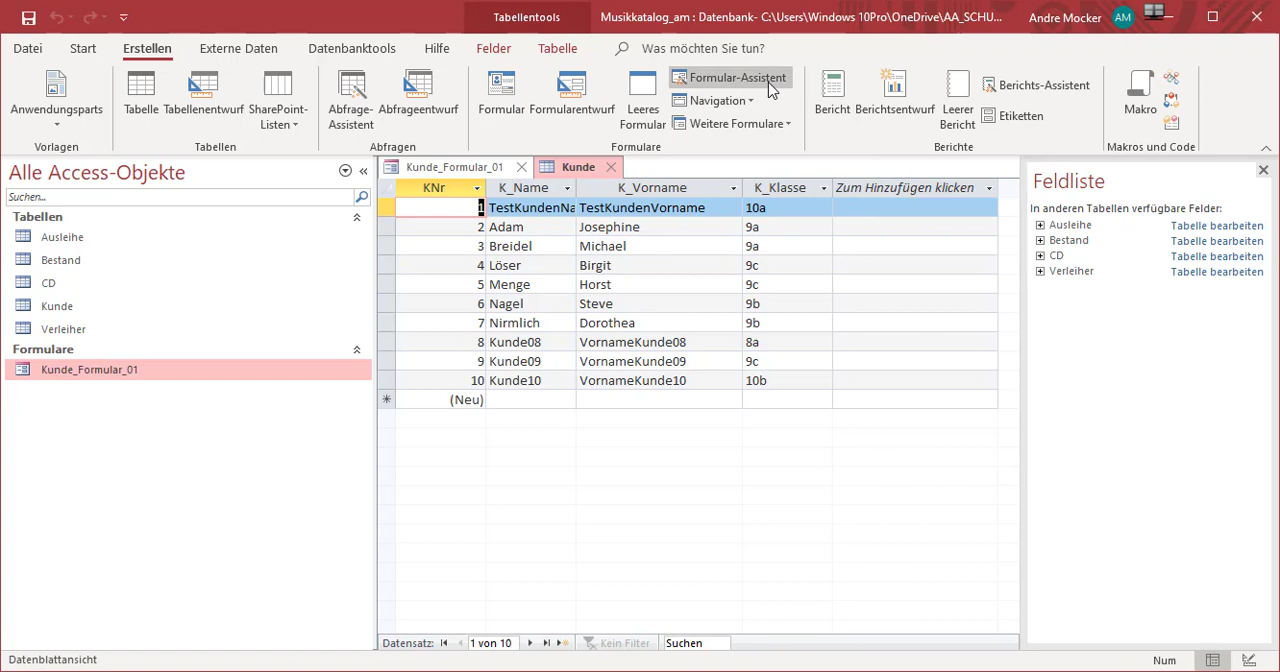 Tabellentools
Musikkatalog_am : Datenbank- C:\Users\Windows 10Pro\OneDrive\AA_SCHU...
Andre Mocker
AM
Datei
Start
Erstellen
Externe Daten
Datenbanktools
Hilfe
Felder
Tabelle
Was möchten Sie tun?
Anwendungsparts
Vorlagen
Tabelle
Tabellenentwurf
SharePoint-
Listen
Tabellen
Abfrage-
Assistent
Abfrageentwurf
Abfragen
Formular
Formularentwurf
Leeres
Formular
Formular-Assistent
Navigation
Weitere Formulare
Formulare
Bericht
Berichtsentwurf
Leerer
Bericht
Berichts-Assistent
Etiketten
Berichte
Makro
Makros und Code
Alle Access-Objekte
Suchen...
Tabellen
Ausleihe
Bestand
CD
Kunde
Verleiher
Formulare
Kunde_Formular_01
Kunde_Formular_01
Kunde
KNr K_Name K_Vorname K_Klasse Zum Hinzufügen klicken
1 TestKundenNa TestKundenVorname 10a
2 Adam Josephine 9a
3 Breidel Michael 9a
4 Löser Birgit 9c
5 Menge Horst 9c
6 Nagel Steve 9b
7 Nirmlich Dorothea 9b
8 Kunde08 VornameKunde08 8a
9 Kunde09 VornameKunde09 9c
10 Kunde10 VornameKunde10 10b
(Neu)
Datensatz: 1 von 10 Kein Filter Suchen
Feldliste
In anderen Tabellen verfügbare Felder:
Ausleihe Tabelle bearbeiten
Bestand Tabelle bearbeiten
CD Tabelle bearbeiten
Verleiher Tabelle bearbeiten
Datenblattansicht
Num